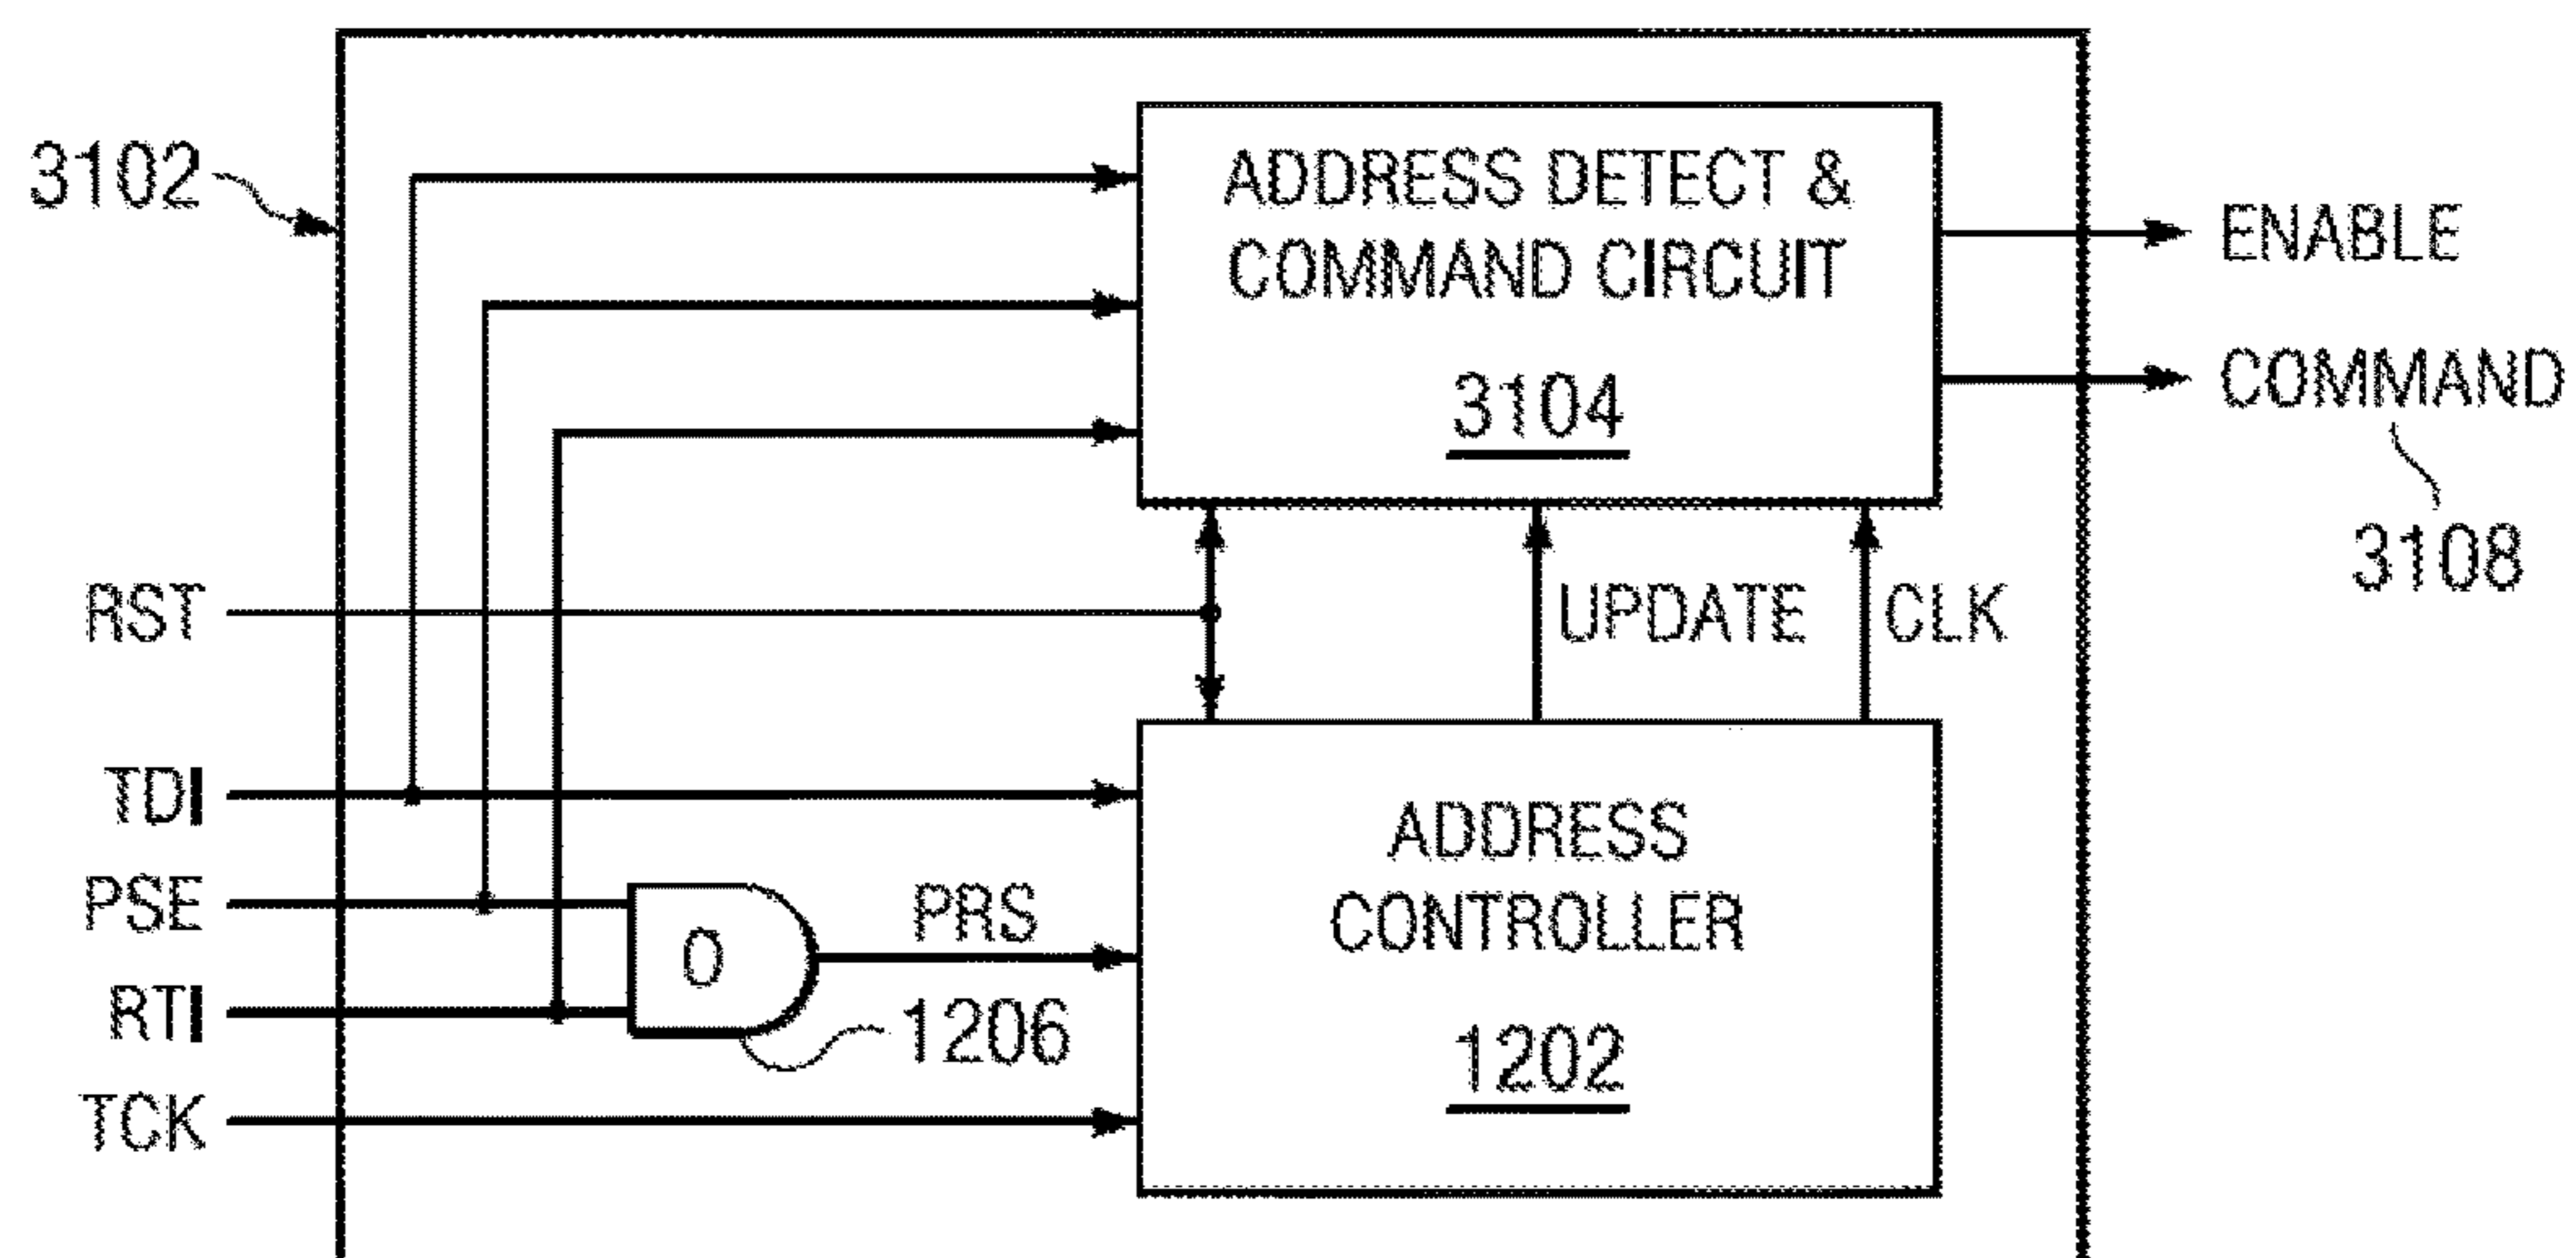 3102
ADDRESS DETECT &
COMMAND CIRCUIT
3104
ENABLE
COMMAND
3108
RST
UPDATE
CLK
TDI
PSE
RTI
TCK
O
PRS
1206
ADDRESS
CONTROLLER
1202